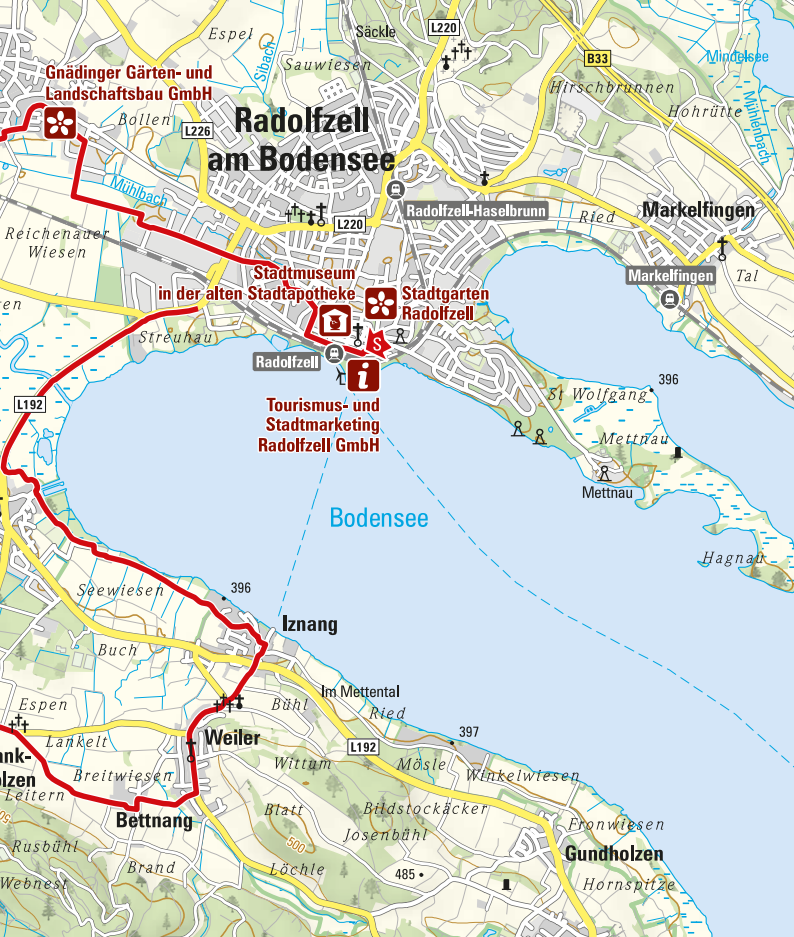 Säckle
L220
Espel
Sibach
Sauwiesen
B33
Mindelsee
Gnädinger Gärten- und
Landschaftsbau GmbH
Hirschbrunnen
Hohrütte
Mühlenbach
Bollen
L226
Radolfzell
am Bodensee
Mühlbach
Radolfzell-Haselbrunn
L220
Ried
Markelfingen
Reichenauer
Wiesen
Stadtmuseum
in der alten Stadtapotheke
Stadtgarten
Radolfzell
Markelfingen
Tal
Streuhau
S
Radolfzell
i
396
St Wolfgang
L192
Tourismus- und
Stadtmarketing
Radolfzell GmbH
Mettnau
Mettnau
Bodensee
Hagnau
Seewiesen
396
Iznang
Buch
Im Mettental
Espen
Bühl
Ried
Lankelt
Weiler
L192
397
ank-
olzen
Breitwiesen
Wittum
Mösle
Winkelwiesen
Leitern
Bettnang
Blatt
Bildstockäcker
Josenbühl
Fronwiesen
500
Rusbühl
Gundholzen
Brand
Löchle
485
Webnest
Hornspitze